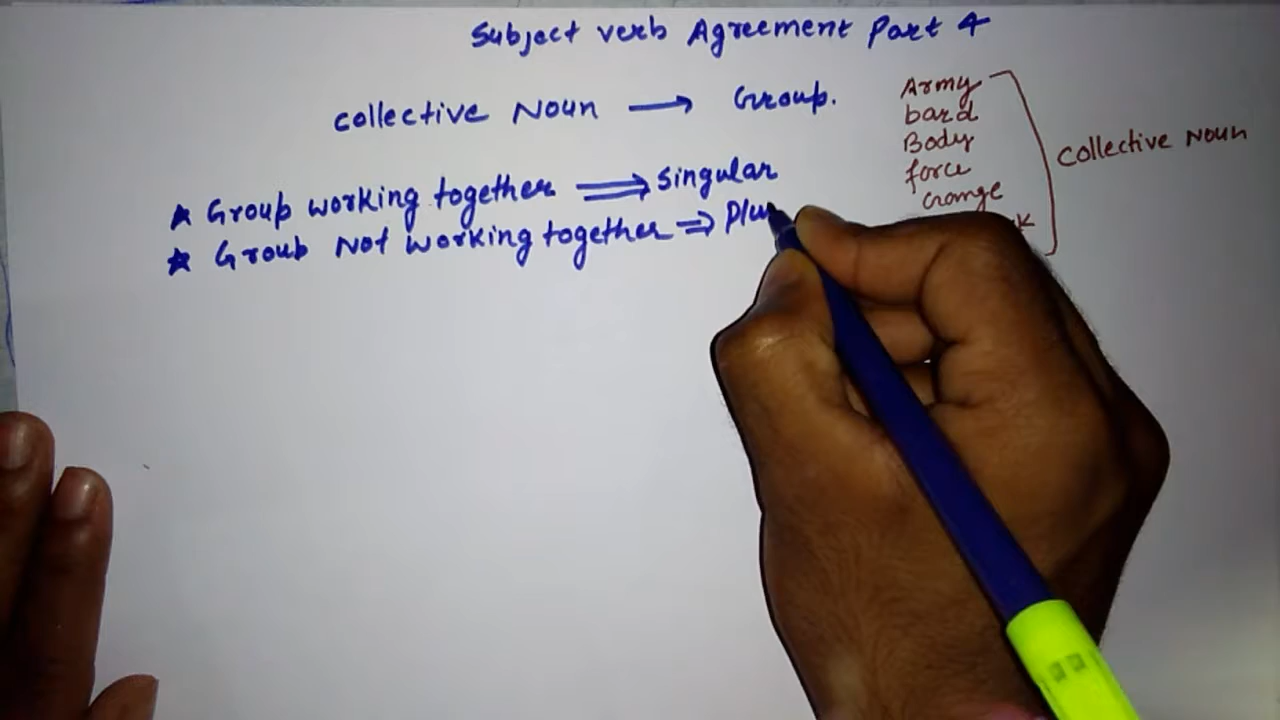 Subject verb Agreement Part 4
Collective Noun → Group.
★ Group working together ⇒ Singular
★ Group Not working together ⇒ Plu
Army
band
Body
force
Collective Noun